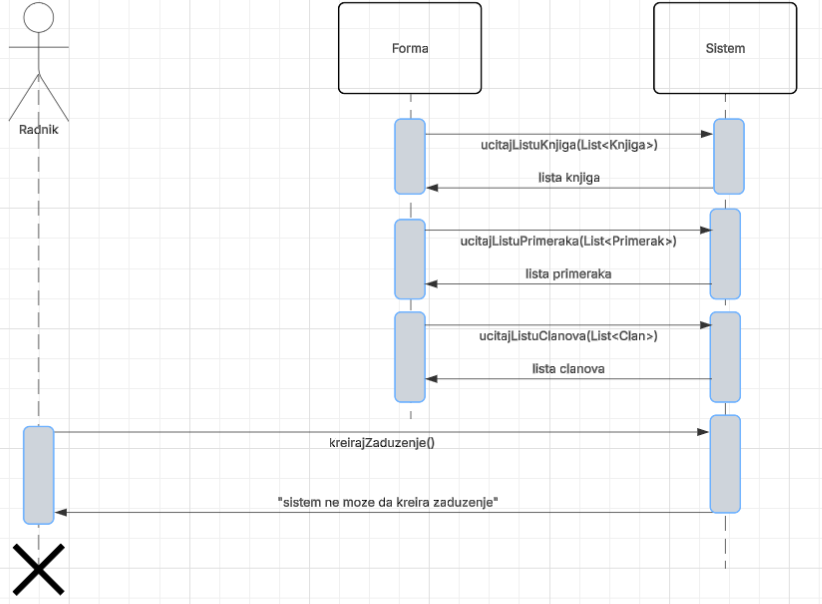 Forma
Sistem
Radnik
ucitajListuKnjiga(List<Knjiga>)
lista knjiga
ucitajListuPrimeraka(List<Primerak>)
lista primeraka
ucitajListuClanova(List<Clan>)
lista clanova
kreirajZaduzenje()
"sistem ne moze da kreira zaduzenje"